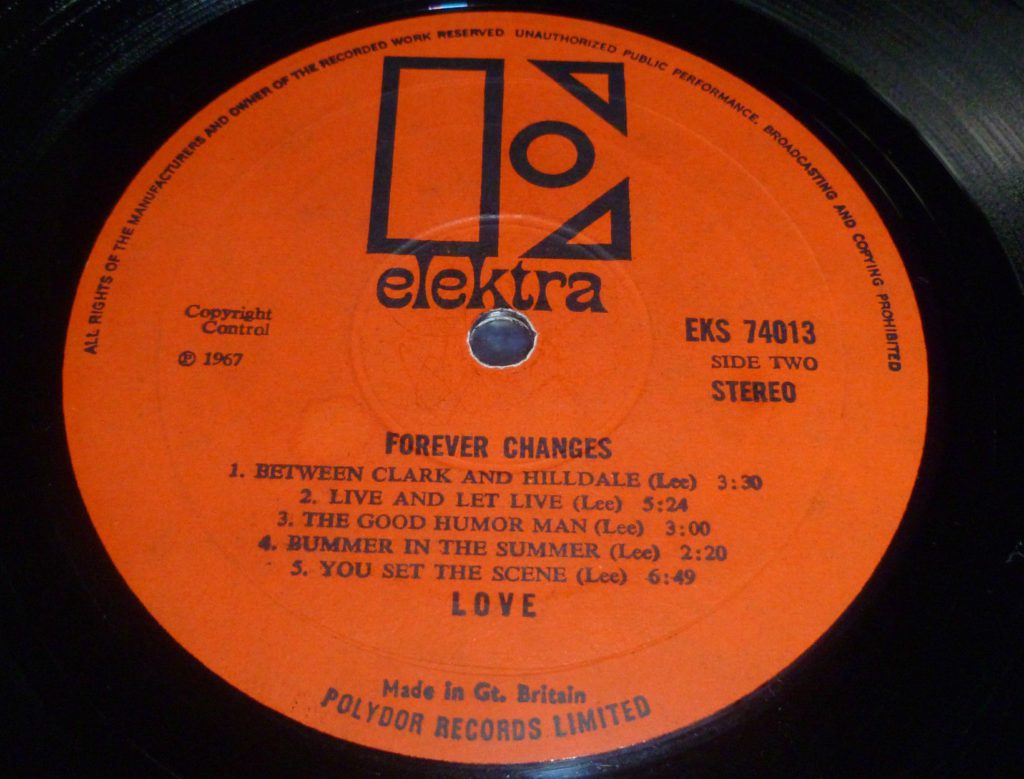 ALL RIGHTS OF THE MANUFACTURERS AND OWNER OF THE RECORDED WORK RESERVED UNAUTHORIZED PUBLIC PERFORMANCE, BROADCASTING AND COPYING PROHIBITED
elektra
Copyright
Control
℗ 1967
EKS 74013
SIDE TWO
STEREO
FOREVER CHANGES
1. BETWEEN CLARK AND HILLDALE (Lee) 3:30
2. LIVE AND LET LIVE (Lee) 5:24
3. THE GOOD HUMOR MAN (Lee) 3:00
4. BUMMER IN THE SUMMER (Lee) 2:20
5. YOU SET THE SCENE (Lee) 6:49
LOVE
Made in Gt. Britain
POLYDOR RECORDS LIMITED